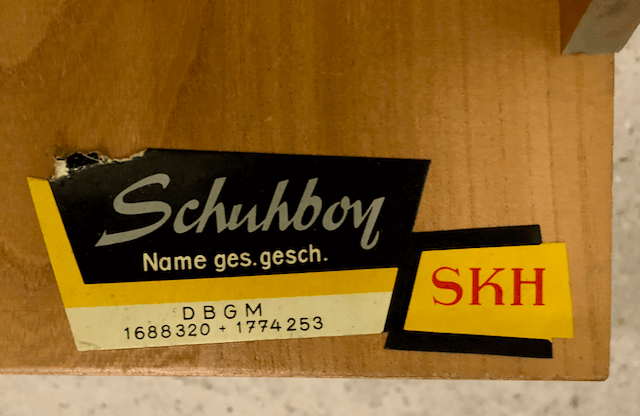 Schuhboy
Name ges. gesch.
DBGM
1688320 + 1774253
SKH